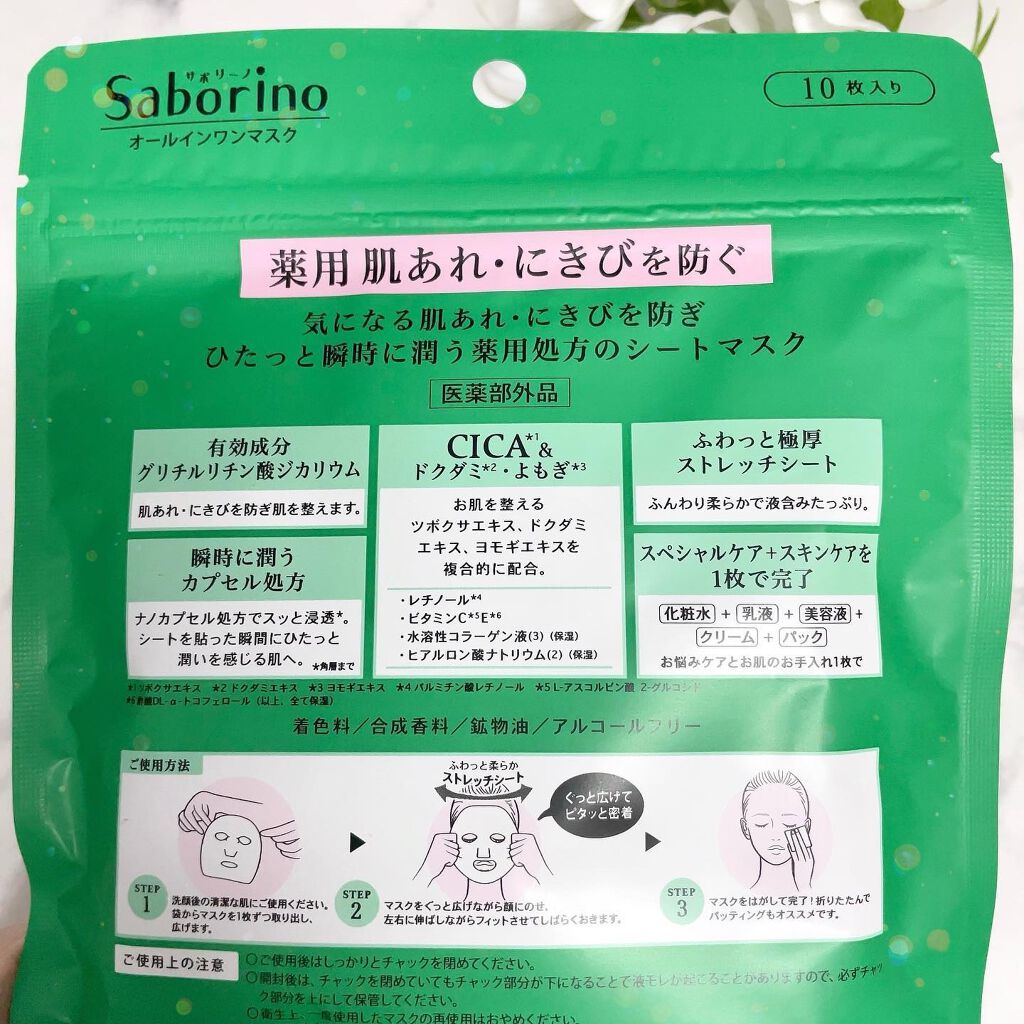 サボリーノ
Saborino
オールインワンマスク
10枚入り
薬用 肌あれ・にきびを防ぐ
気になる肌あれ・にきびを防ぎ
ひたっと瞬時に潤う薬用処方のシートマスク
医薬部外品
有効成分
グリチルリチン酸ジカリウム
肌あれ・にきびを防ぎ肌を整えます。
瞬時に潤う
カプセル処方
ナノカプセル処方でスッと浸透*。
シートを貼った瞬間にひたっと
潤いを感じる肌へ。 *角層まで
CICA*1&
ドクダミ*2・よもぎ*3
お肌を整える
ツボクサエキス、ドクダミ
エキス、ヨモギエキスを
複合的に配合。
・レチノール*4
・ビタミンC*5E*6
・水溶性コラーゲン液(3)(保湿)
・ヒアルロン酸ナトリウム(2)(保湿)
ふわっと極厚
ストレッチシート
ふんわり柔らかで液含みたっぷり。
スペシャルケア+スキンケアを
1枚で完了
化粧水 + 乳液 + 美容液 +
クリーム + パック
お悩みケアとお肌のお手入れ1枚で
*1ツボクサエキス *2 ドクダミエキス *3 ヨモギエキス *4 パルミチン酸レチノール *5 L-アスコルビン酸 2-グルコシド
*6 酢酸DL-α-トコフェロール(以上、全て保湿)
着色料/合成香料/鉱物油/アルコールフリー
ご使用方法
ふわっと柔らか
ストレッチシート
ぐっと広げて
ピタッと密着
STEP
1
洗顔後の清潔な肌にご使用ください。
袋からマスクを1枚ずつ取り出し、
広げます。
STEP
2
マスクをぐっと広げながら顔にのせ、
左右に伸ばしながらフィットさせてしばらくおきます。
STEP
3
マスクをはがして完了!折りたたんで
パッティングもオススメです。
ご使用上の注意
○ご使用後はしっかりとチャックを閉めてください。
○開封後は、チャックを閉めていてもチャック部分が下になることで液モレが起こることがありますので、必ずチャッ
ク部分を上にして保管してください。
○衛生上、一度使用したマスクの再使用はおやめください。